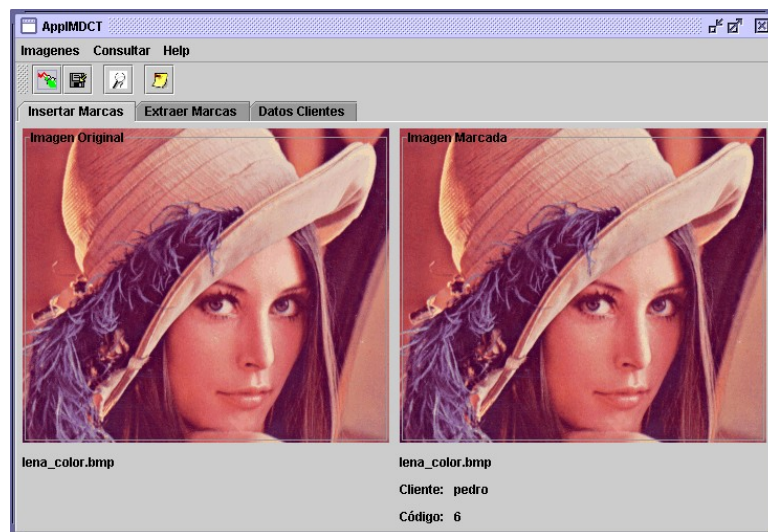 AppIMDCT
Imagenes Consultar Help
Insertar Marcas Extraer Marcas Datos Clientes
Imagen Original Imagen Marcada
lena_color.bmp lena_color.bmp
Cliente: pedro
Código: 6